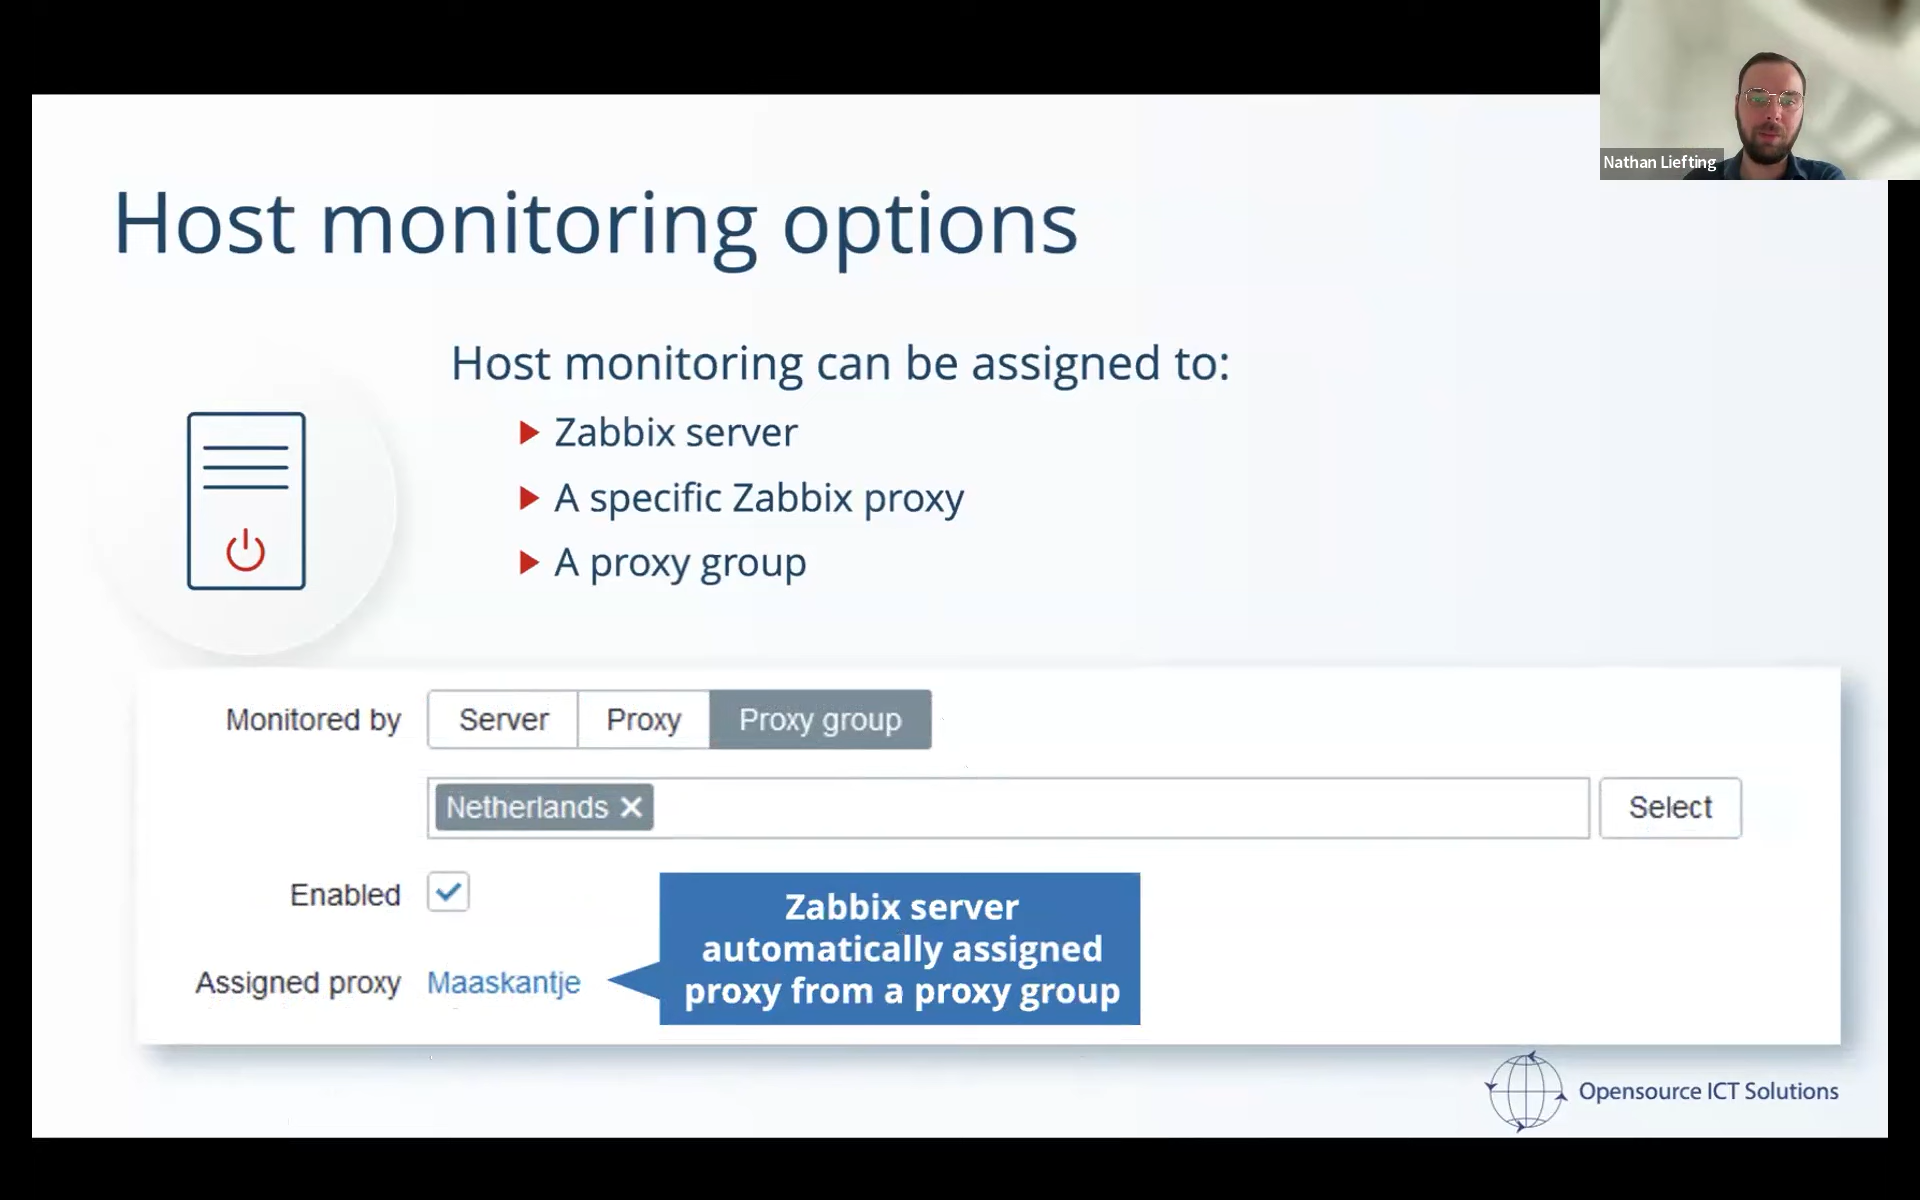 Nathan Liefting
Host monitoring options
Host monitoring can be assigned to:
Zabbix server
A specific Zabbix proxy
A proxy group
Monitored by Server Proxy Proxy group
Netherlands Select
Enabled
Assigned proxy Maaskantje
Zabbix server
automatically assigned
proxy from a proxy group
Opensource ICT Solutions